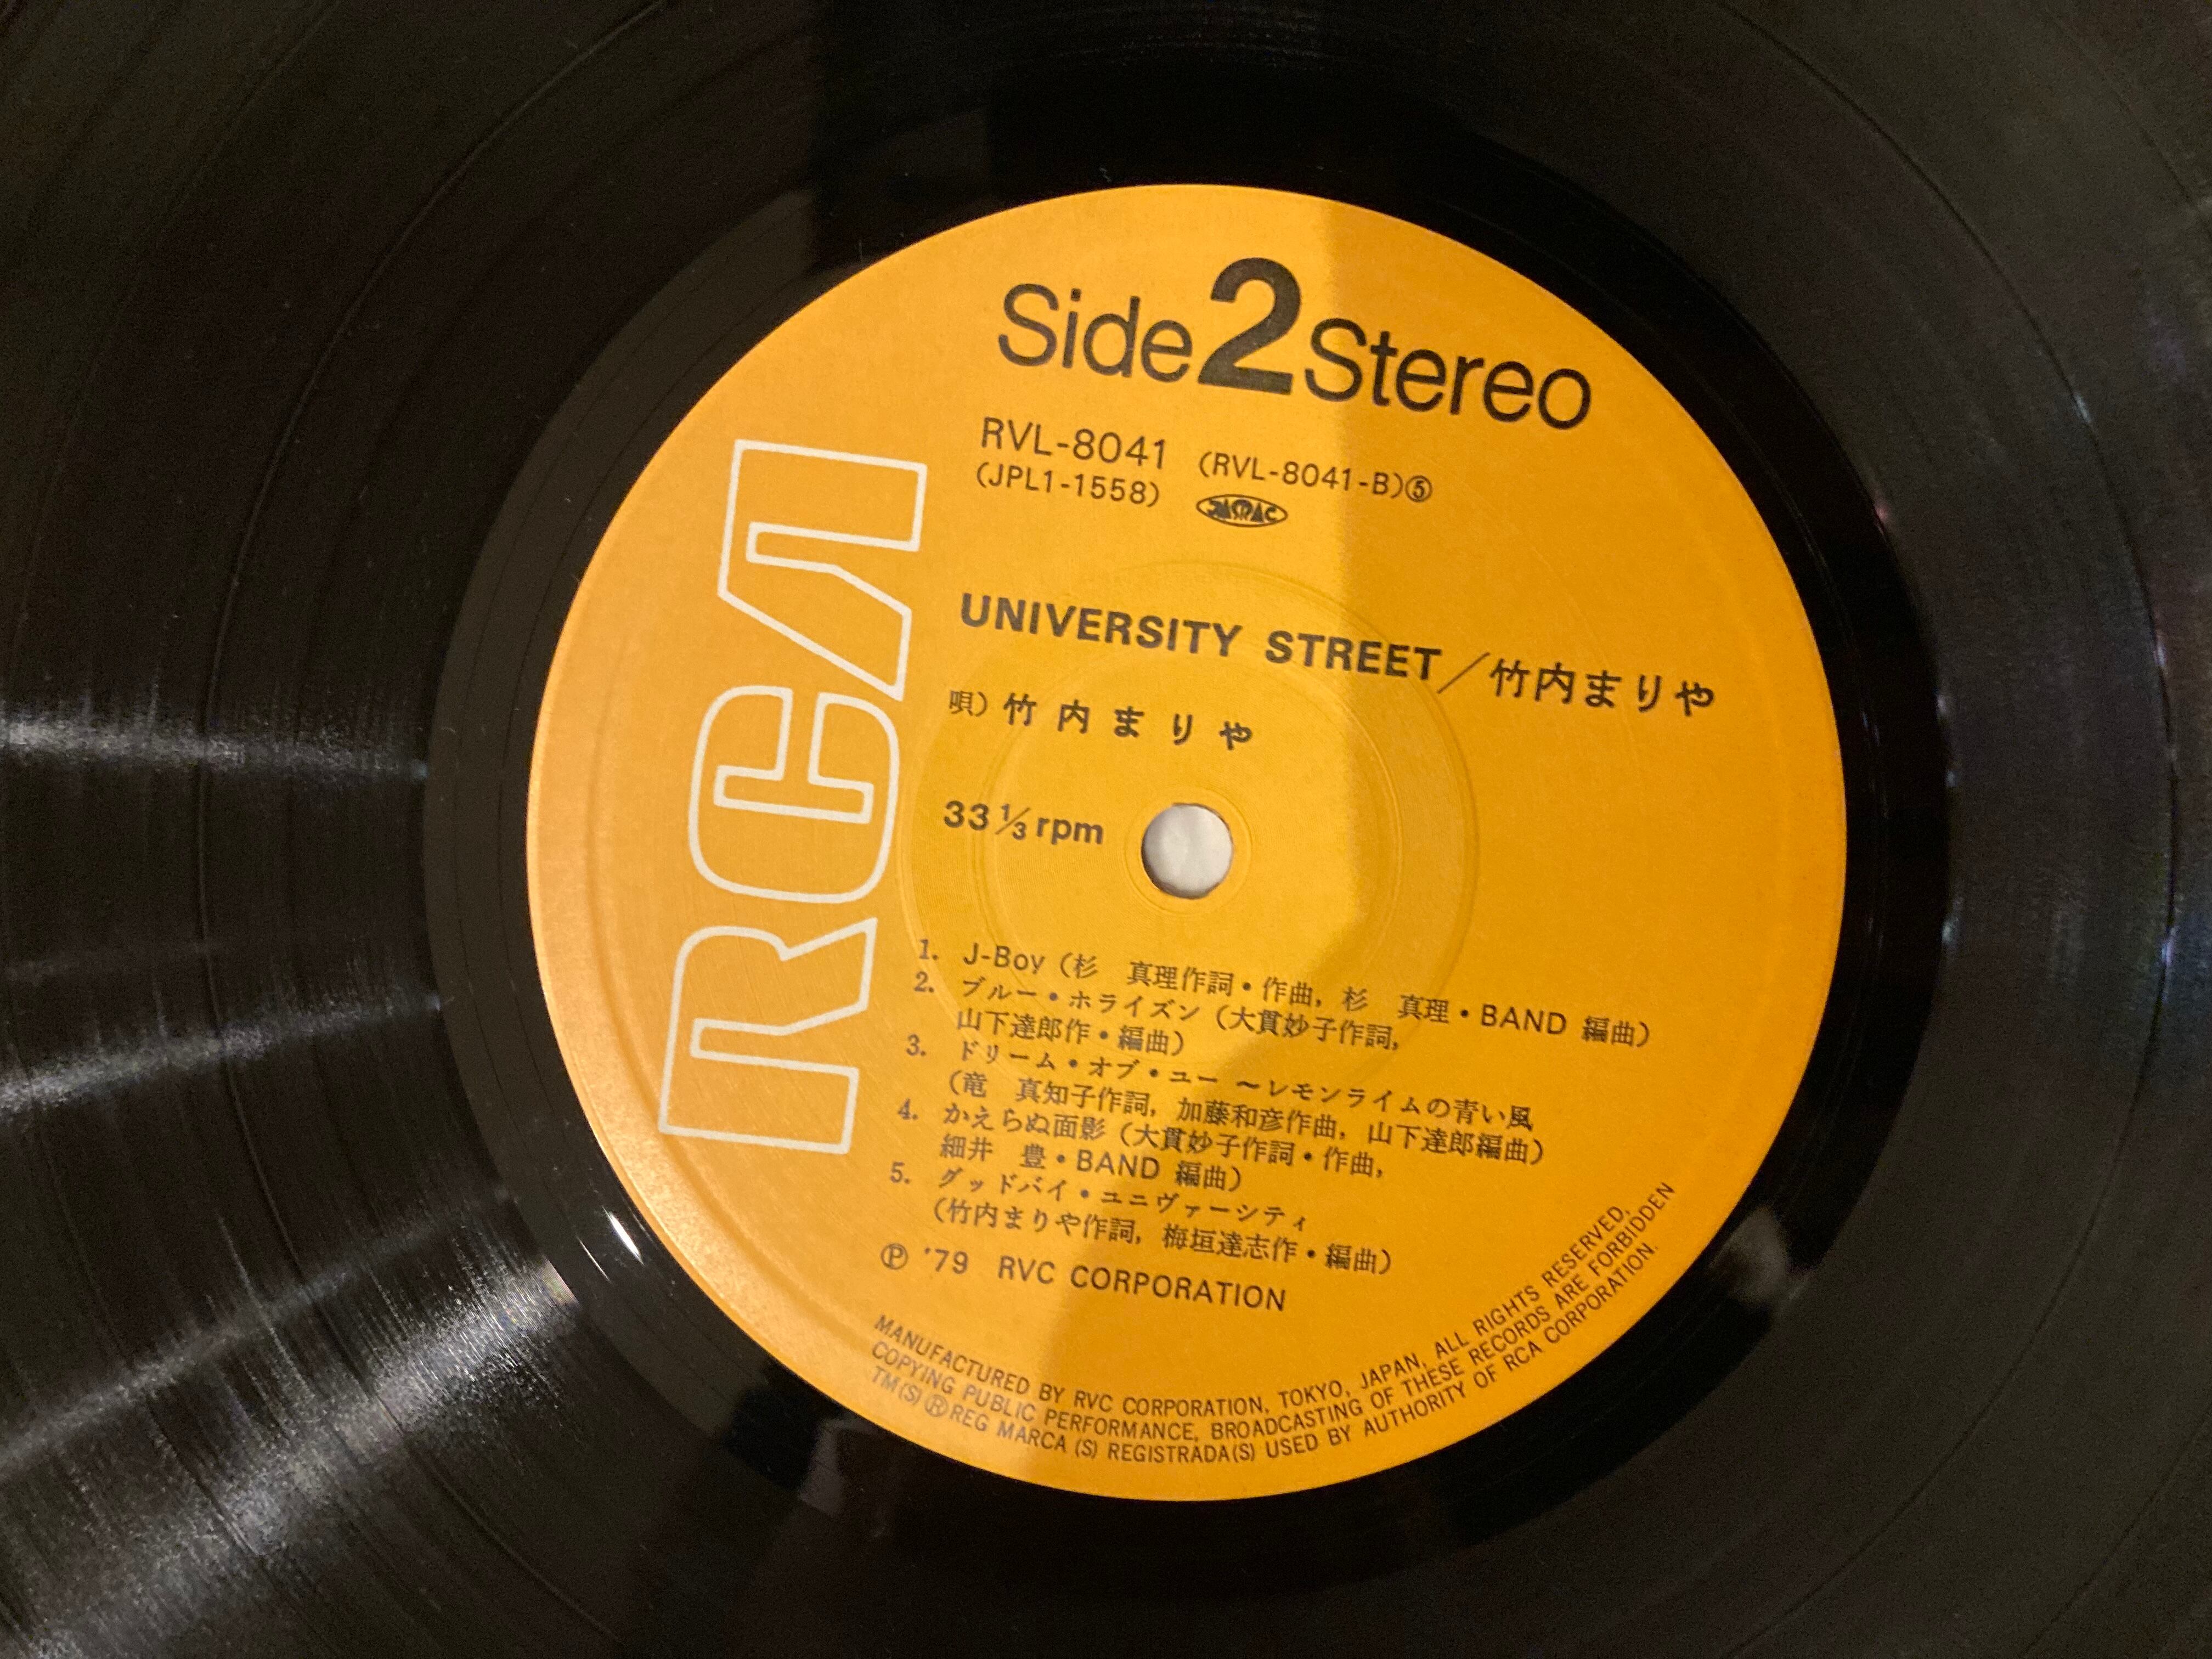 Side 2 Stereo
RVL-8041 (RVL-8041-B)⑤
(JPL1-1558) JASRAC
RCA
UNIVERSITY STREET／竹内まりや
唄）竹内まりや
33 1/3 rpm
1. J-Boy（杉 真理作詞・作曲, 杉 真理・BAND 編曲）
2. ブルー・ホライズン（大貫妙子作詞,
山下達郎作・編曲）
3. ドリーム・オブ・ユー 〜レモンライムの青い風
（竜 真知子作詞, 加藤和彦作曲, 山下達郎編曲）
4. かえらぬ面影（大貫妙子作詞・作曲,
細井 豊・BAND 編曲）
5. グッドバイ・ユニヴァーシティ
（竹内まりや作詞, 梅垣達志作・編曲）
Ⓟ '79 RVC CORPORATION
MANUFACTURED BY RVC CORPORATION, TOKYO, JAPAN, ALL RIGHTS RESERVED,
COPYING PUBLIC PERFORMANCE, BROADCASTING OF THESE RECORDS ARE FORBIDDEN
TM(S) ® REG MARCA (S) REGISTRADA(S) USED BY AUTHORITY OF RCA CORPORATION.